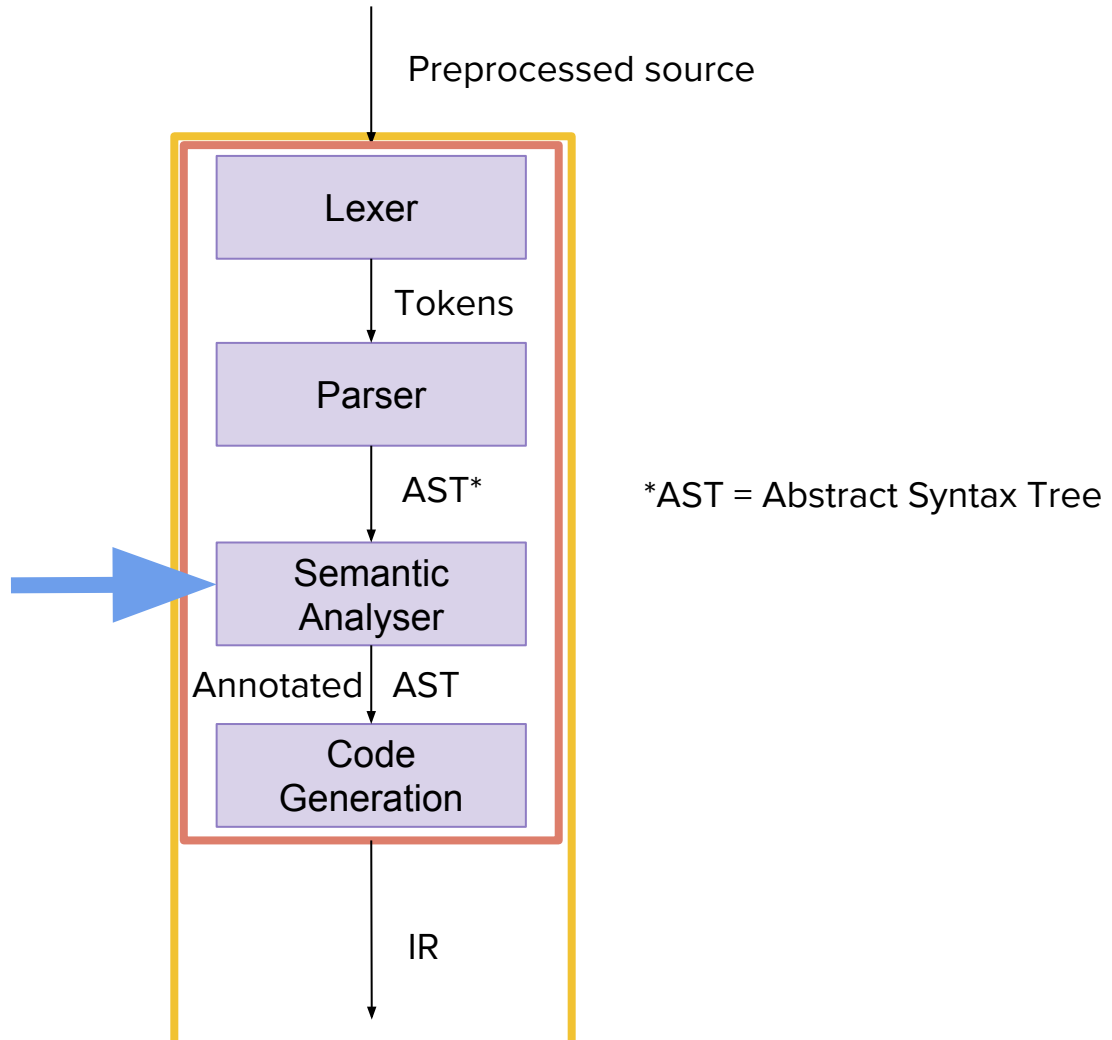 Preprocessed source
Lexer
Tokens
Parser
AST*
*AST = Abstract Syntax Tree
Semantic
Analyser
Annotated AST
Code
Generation
IR